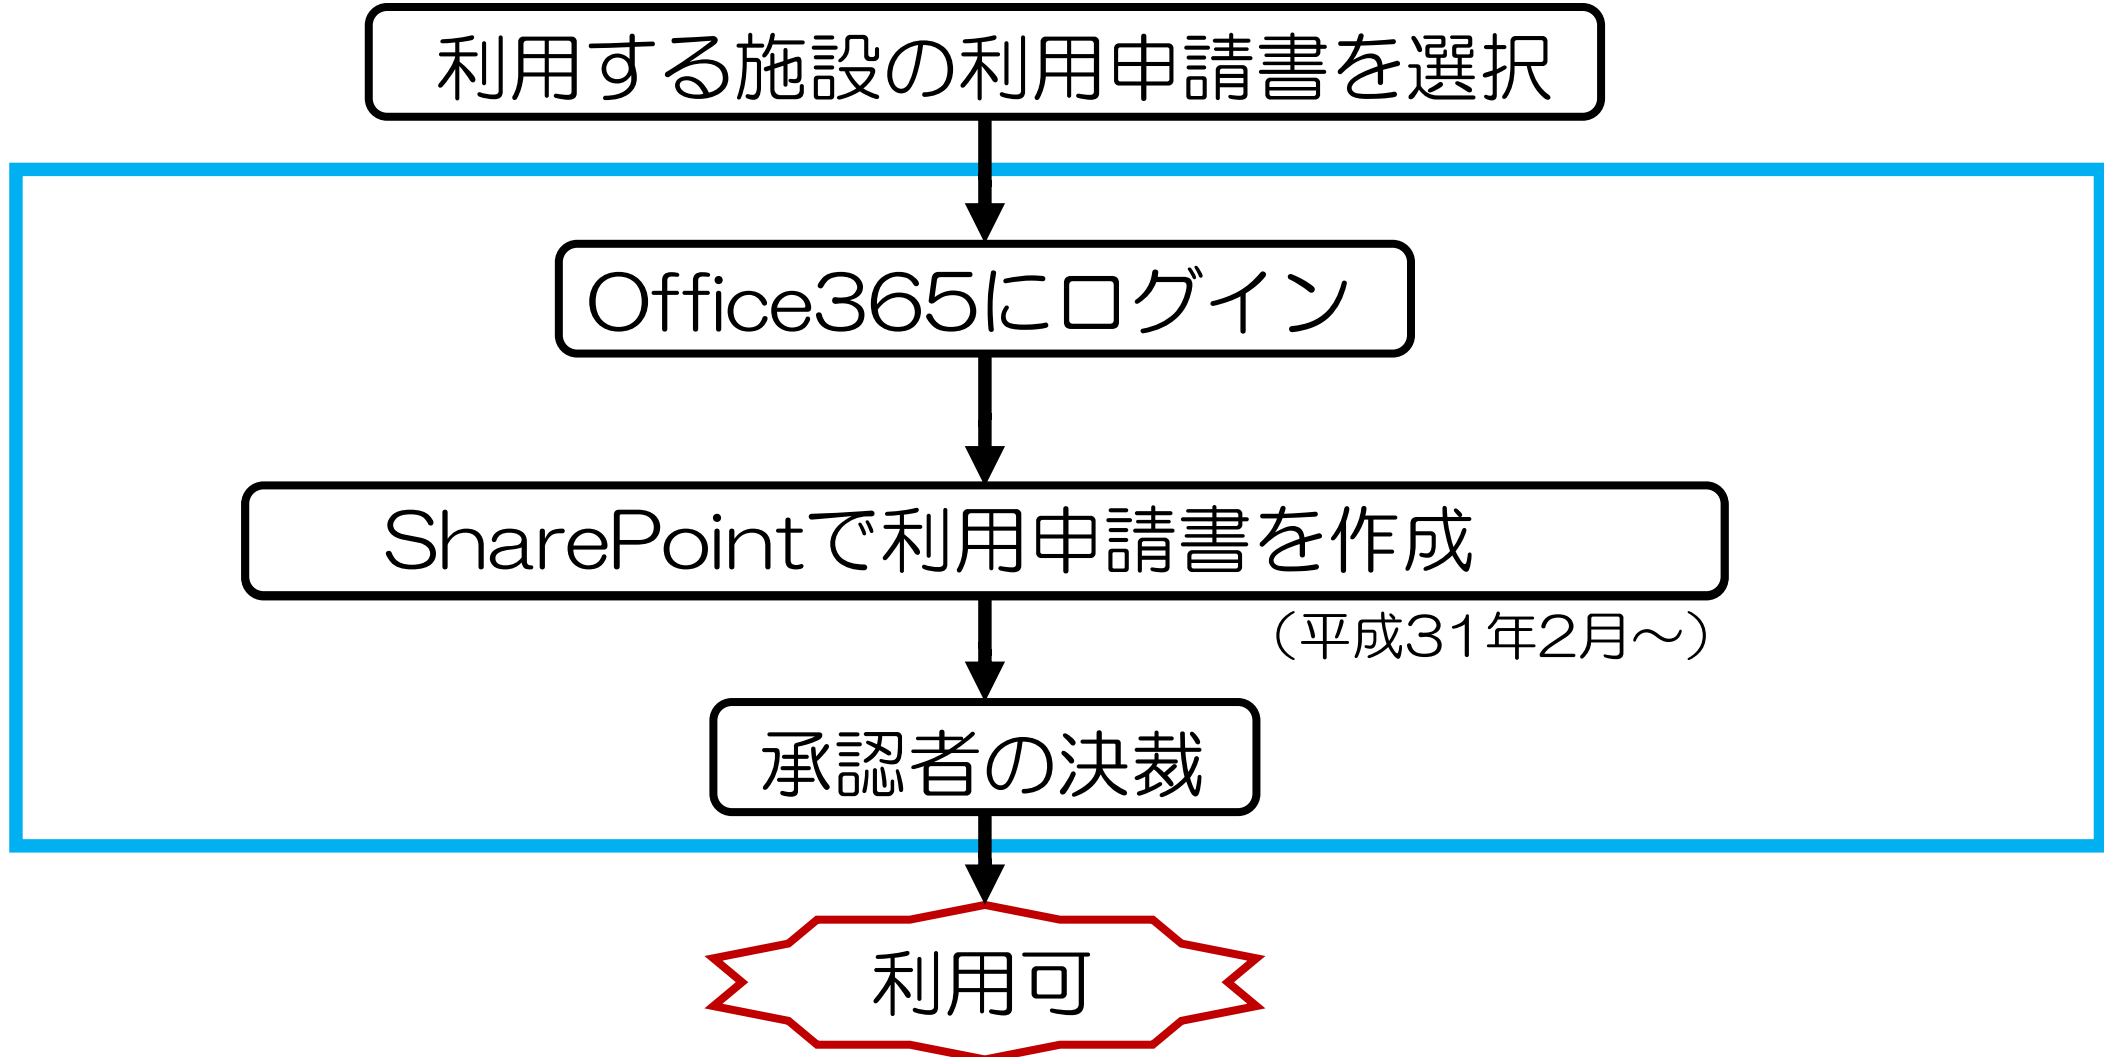 利用する施設の利用申請書を選択
Office365にログイン
SharePointで利用申請書を作成
（平成31年2月～）
承認者の決裁
利用可